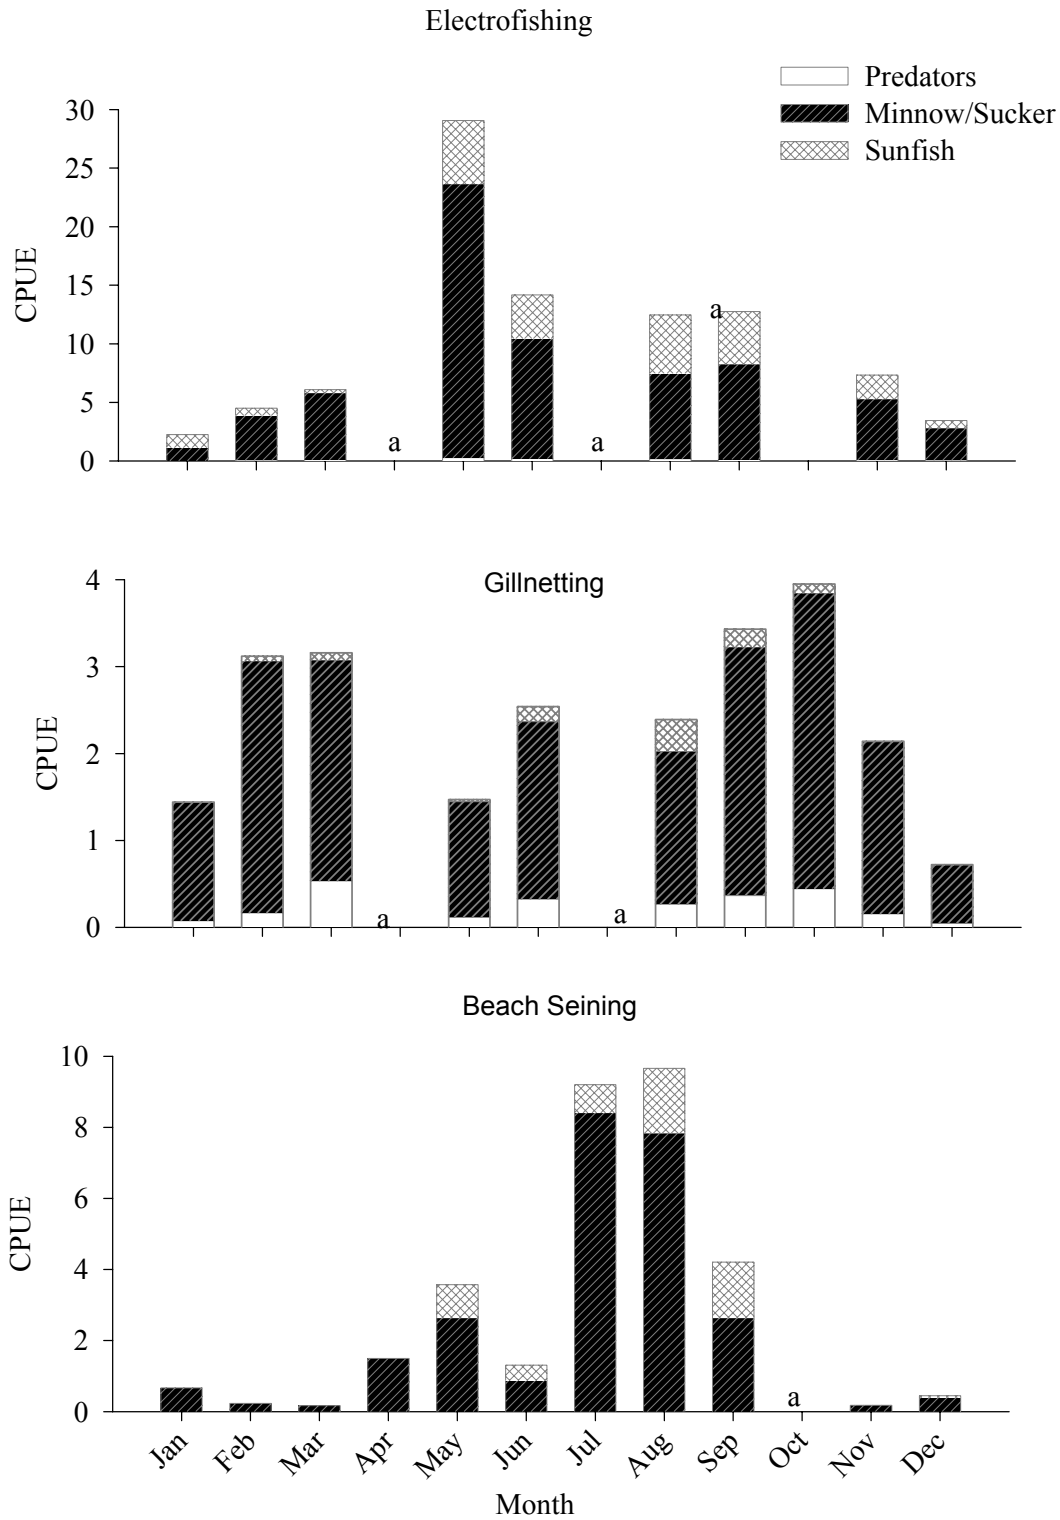 Electrofishing
Predators
Minnow/Sucker
Sunfish
30
25
20
15
10
5
0
CPUE
a
a
a
Gillnetting
4
3
2
1
0
CPUE
a
a
Beach Seining
10
8
6
4
2
0
CPUE
a
Jan Feb Mar Apr May Jun Jul Aug Sep Oct Nov Dec
Month